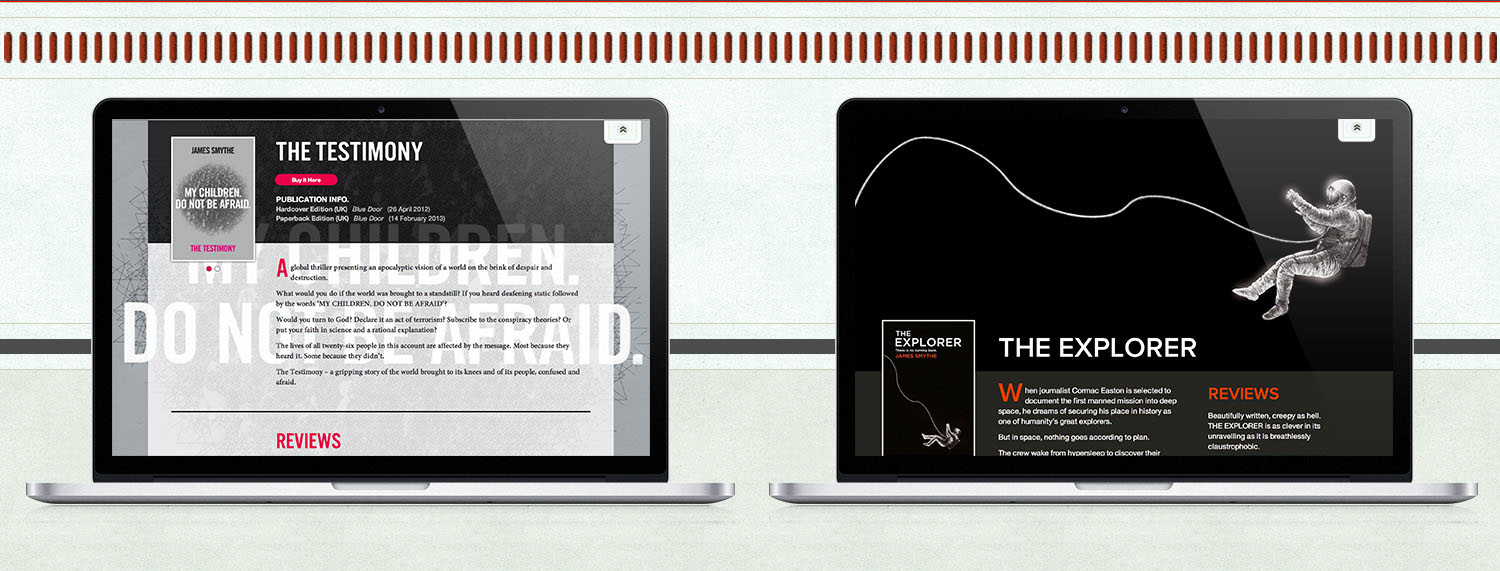 JAMES SMYTHE
MY CHILDREN.
DO NOT BE AFRAID.
THE TESTIMONY
THE TESTIMONY
Buy it Here
PUBLICATION INFO.
Hardcover Edition (UK) Blue Door (26 April 2012)
Paperback Edition (UK) Blue Door (14 February 2013)
MY CHILDREN.
DO NOT BE AFRAID.
A global thriller presenting an apocalyptic vision of a world on the brink of despair and
destruction.
What would you do if the world was brought to a standstill? If you heard deafening static followed
by the words "MY CHILDREN, DO NOT BE AFRAID"?
Would you turn to God? Declare it an act of terrorism? Subscribe to the conspiracy theories? Or
put your faith in science and a rational explanation?
The lives of all twenty-six people in this account are affected by the message. Most because they
heard it. Some because they didn't.
The Testimony – a gripping story of the world brought to its knees and of its people, confused and
afraid.
REVIEWS
THE
EXPLORER
There is no turning back
JAMES SMYTHE
THE EXPLORER
When journalist Cormac Easton is selected to
document the first manned mission into deep
space, he dreams of securing his place in history as
one of humanity's great explorers.
But in space, nothing goes according to plan.
The crew wake from hypersleep to discover their
REVIEWS
Beautifully written, creepy as hell.
THE EXPLORER is as clever in its
unravelling as it is breathlessly
claustrophobic.